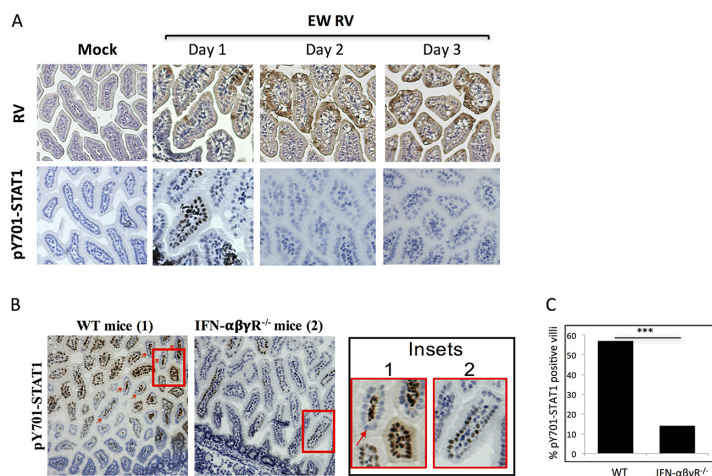 A
EW RV
Mock
Day 1
Day 2
Day 3
RV
pY701-STAT1
B
WT mice (1)
IFN-αβγR-/- mice (2)
pY701-STAT1
Insets
1
2
C
% pY701-STAT1 positive villi
60
50
40
30
20
10
0
***
WT
IFN-αβγR-/-